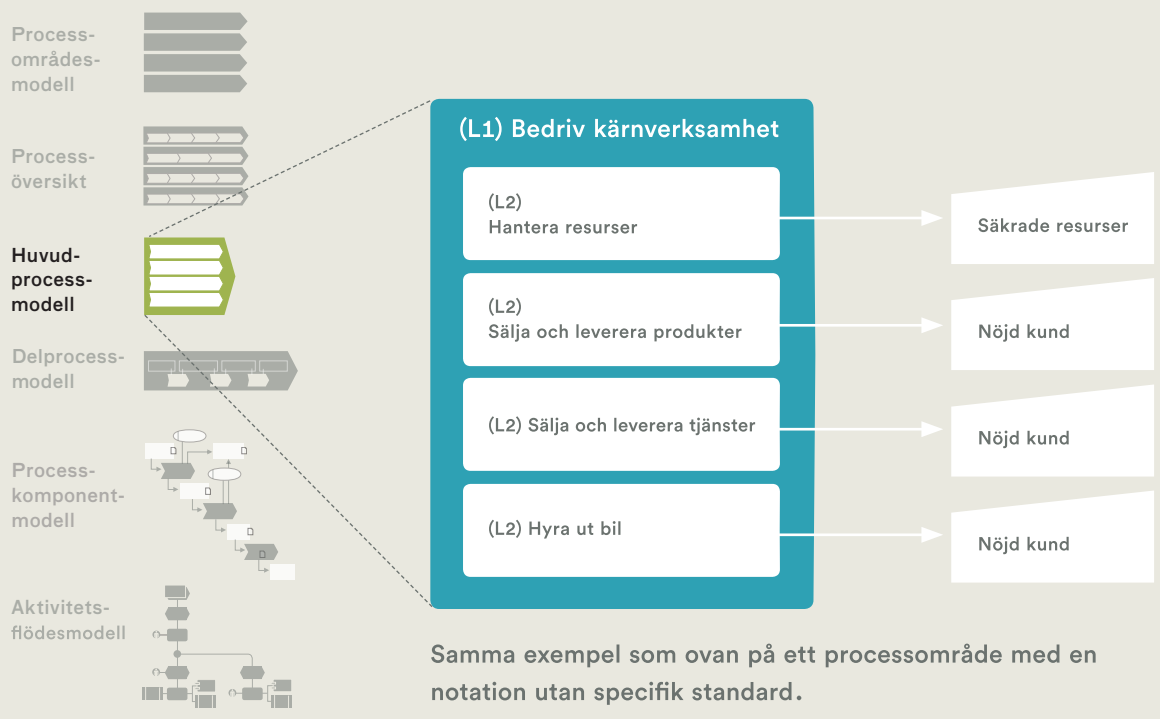 Process-
områdes-
modell
Process-
översikt
Huvud-
process-
modell
Delprocess-
modell
Process-
komponent-
modell
Aktivitets-
flödesmodell
(L1) Bedriv kärnverksamhet
(L2)
Hantera resurser
Säkrade resurser
(L2)
Sälja och leverera produkter
Nöjd kund
(L2) Sälja och leverera tjänster
Nöjd kund
(L2) Hyra ut bil
Nöjd kund
Samma exempel som ovan på ett processområde med en
notation utan specifik standard.